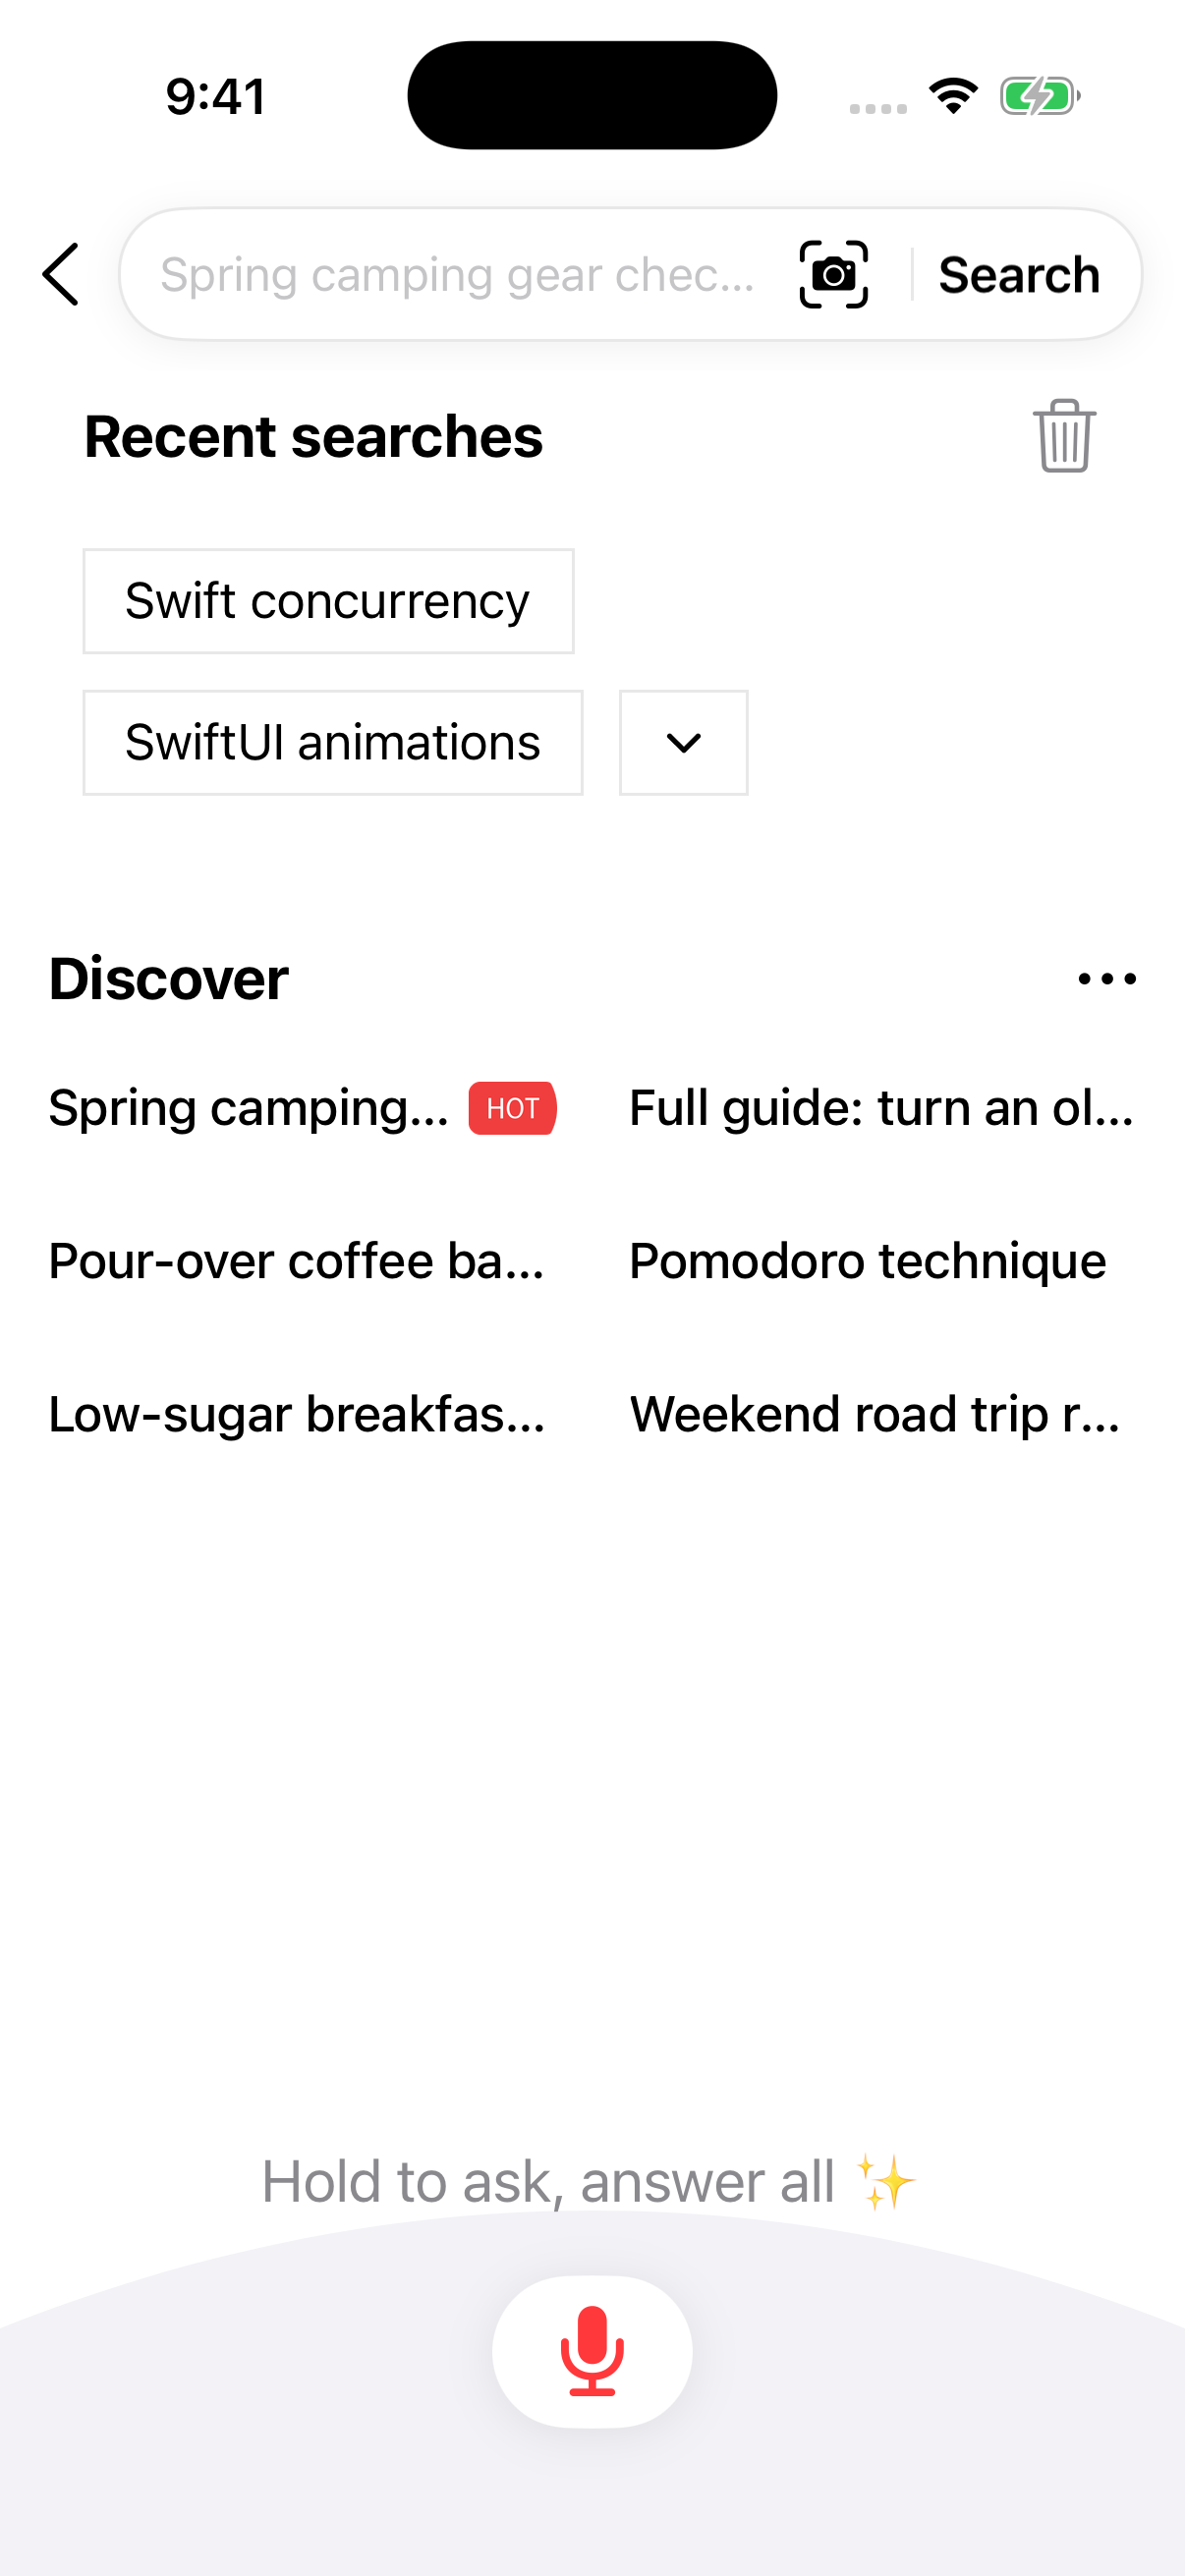 9:41
Spring camping gear chec...
Search
Recent searches
Swift concurrency
SwiftUI animations
Discover
Spring camping... HOT
Full guide: turn an ol...
Pour-over coffee ba...
Pomodoro technique
Low-sugar breakfas...
Weekend road trip r...
Hold to ask, answer all ✨